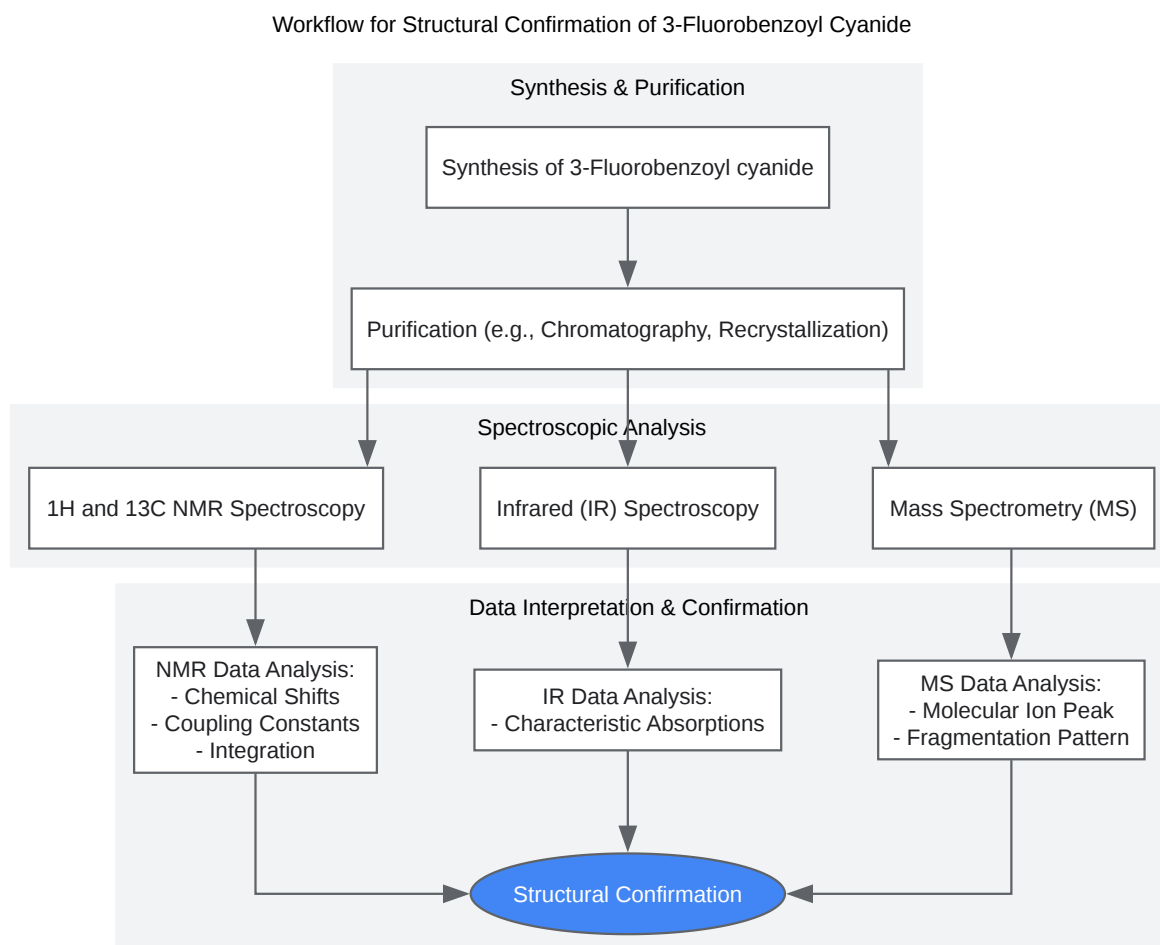 Workflow for Structural Confirmation of 3-Fluorobenzoyl Cyanide
Synthesis & Purification
Synthesis of 3-Fluorobenzoyl cyanide
Purification (e.g., Chromatography, Recrystallization)
Spectroscopic Analysis
1H and 13C NMR Spectroscopy
Infrared (IR) Spectroscopy
Mass Spectrometry (MS)
Data Interpretation & Confirmation
NMR Data Analysis:
- Chemical Shifts
- Coupling Constants
- Integration
IR Data Analysis:
- Characteristic Absorptions
MS Data Analysis:
- Molecular Ion Peak
- Fragmentation Pattern
Structural Confirmation